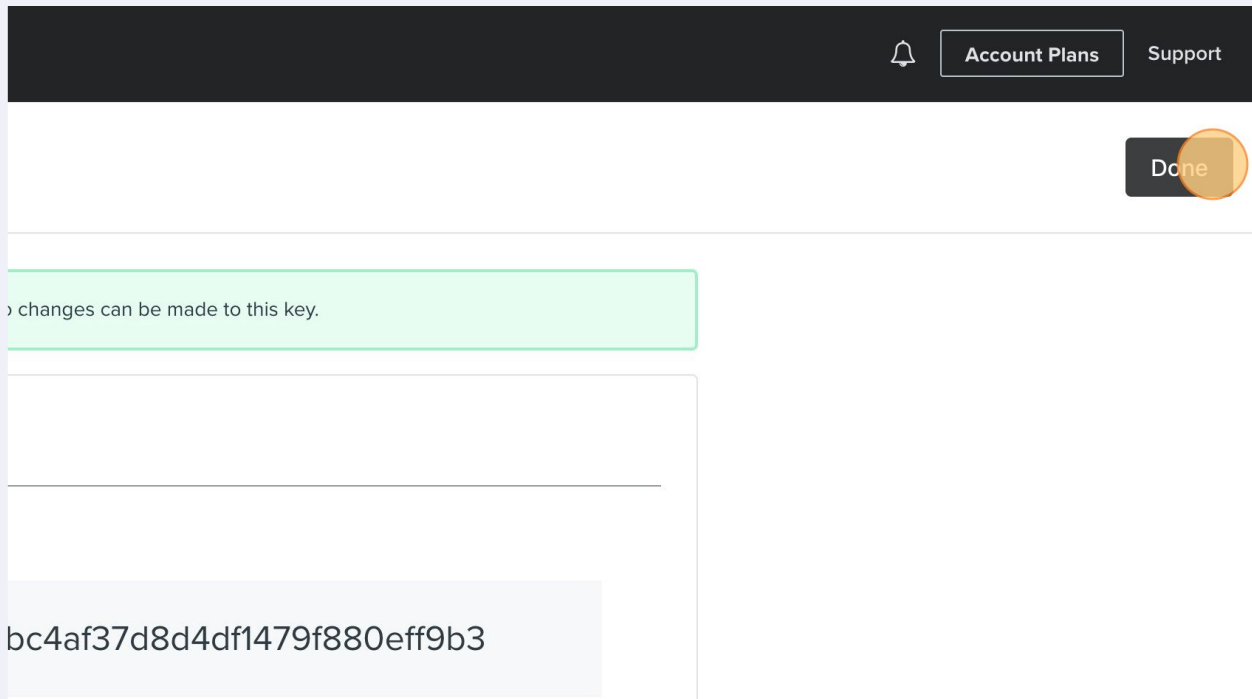 Account Plans Support
Done
changes can be made to this key.
bc4af37d8d4df1479f880eff9b3